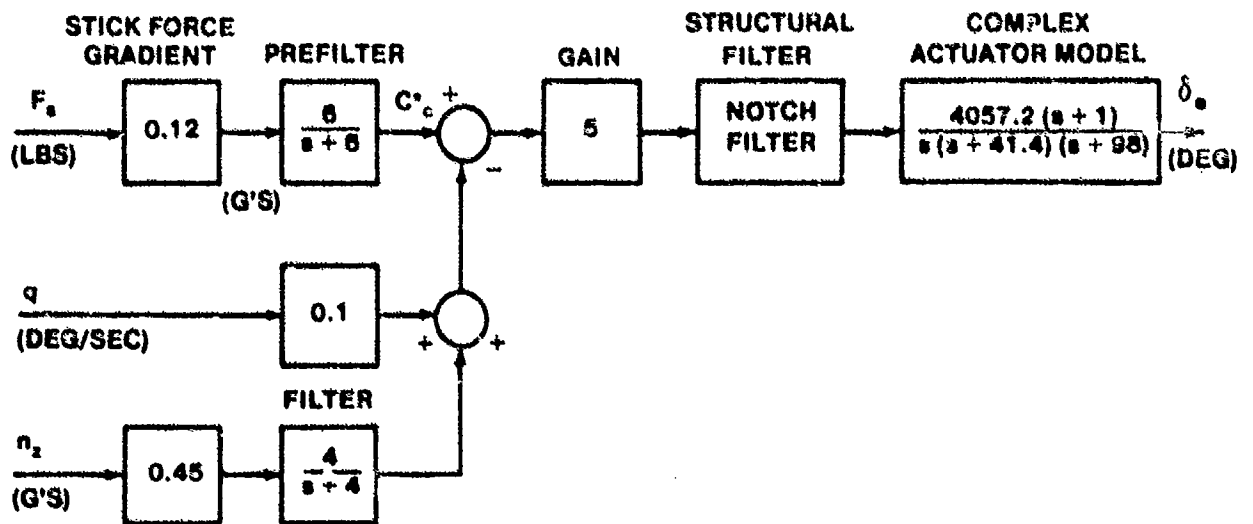 STICK FORCE
GRADIENT
PREFILTER
GAIN
STRUCTURAL
FILTER
COMPLEX
ACTUATOR MODEL
Fs
(LBS)
0.12
(G'S)
6
s + 6
C*c
+
−
5
NOTCH
FILTER
4057.2 (s + 1)
s (s + 41.4) (s + 98)
δe
(DEG)
q
(DEG/SEC)
0.1
+
+
FILTER
nz
(G'S)
0.45
4
s + 4